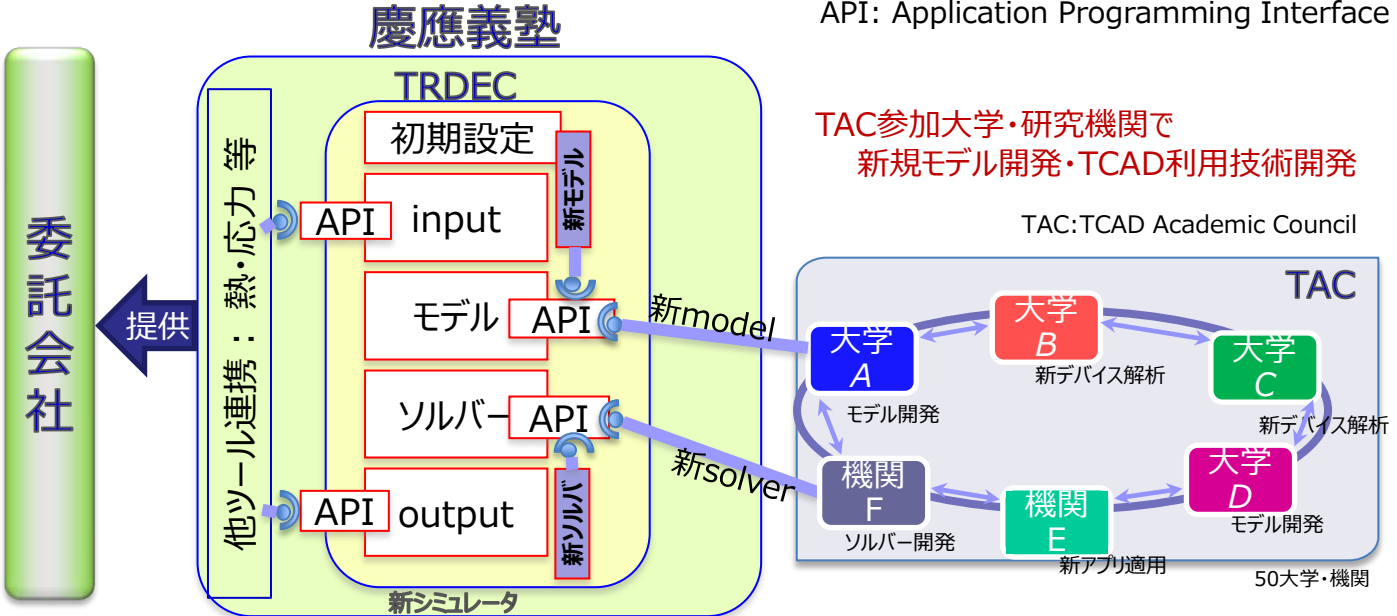 API: Application Programming Interface
慶應義塾
TRDEC
委託会社
提供
他ツール連携：熱・応力 等
初期設定
新モデル
API
input
モデル
API
ソルバー
API
新ソルバ
API
output
新シミュレータ
新model
新solver
TAC参加大学・研究機関で
新規モデル開発・TCAD利用技術開発
TAC:TCAD Academic Council
TAC
大学
A
モデル開発
大学
B
新デバイス解析
大学
C
新デバイス解析
大学
D
モデル開発
機関
E
新アプリ適用
機関
F
ソルバー開発
50大学・機関